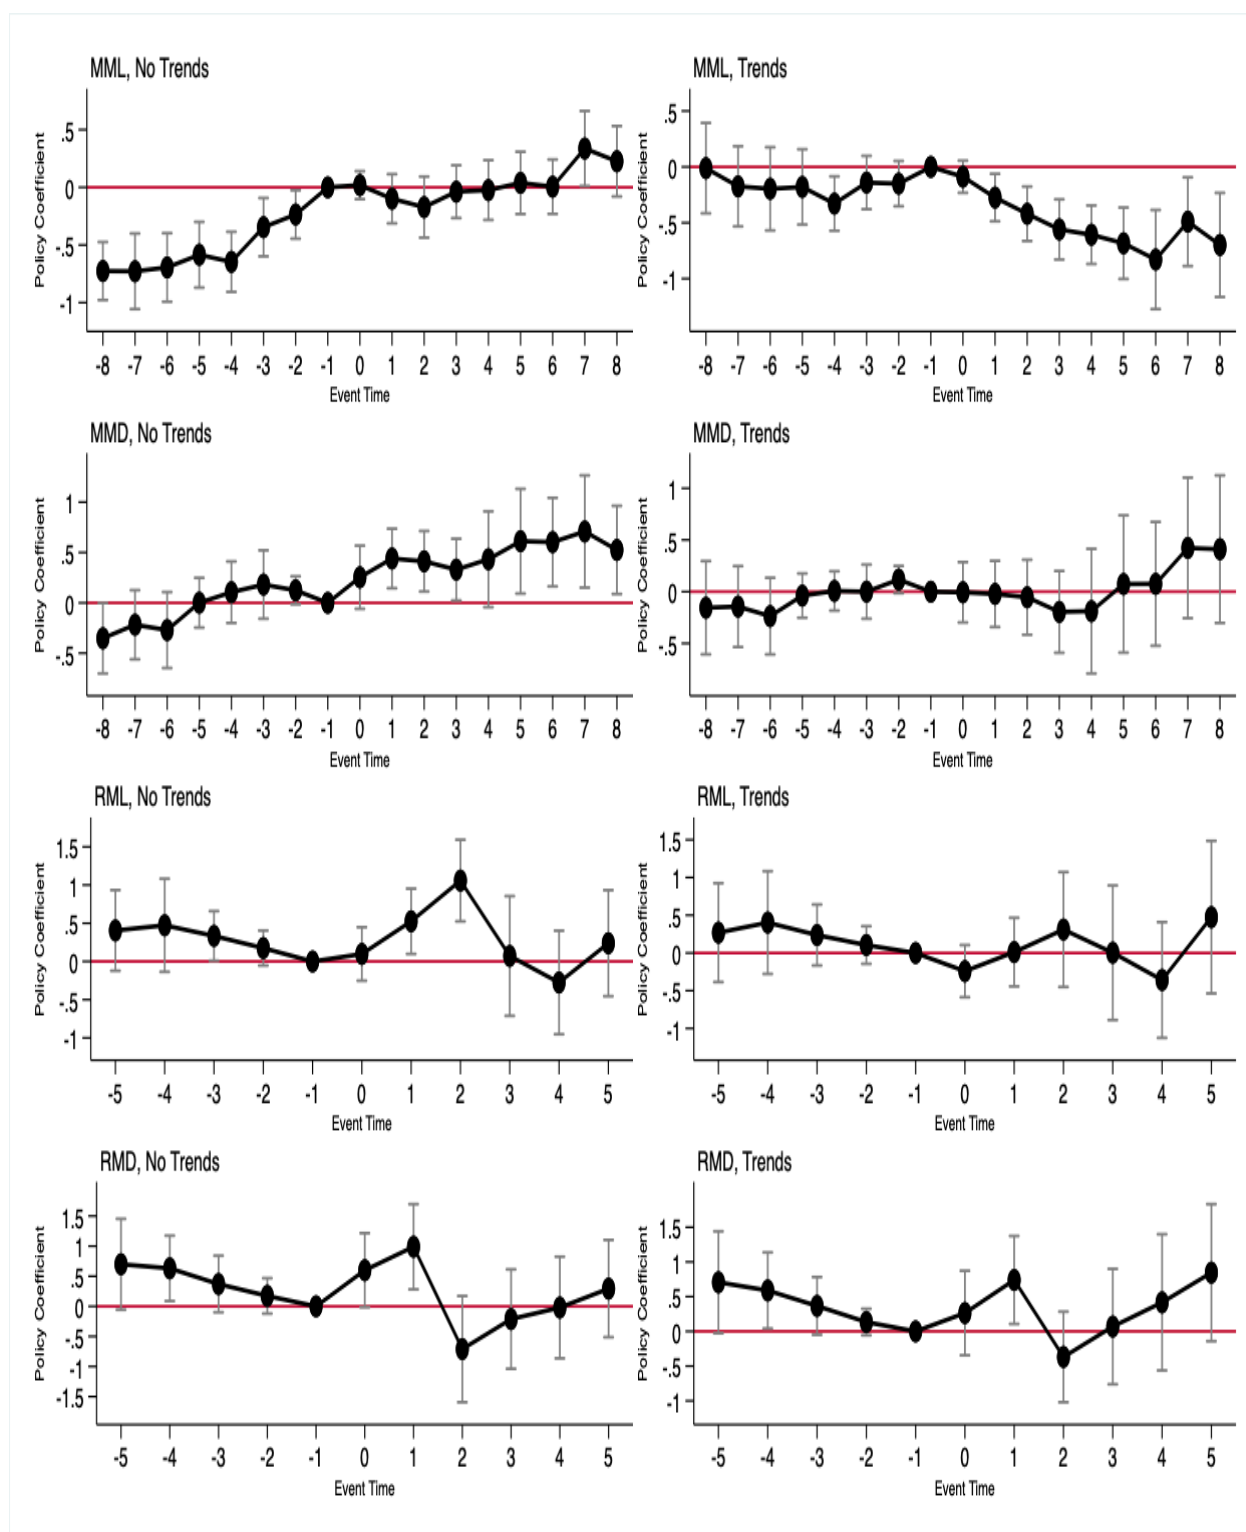 MML, No Trends
Policy Coefficient
.5
0
-.5
-1
-8 -7 -6 -5 -4 -3 -2 -1 0 1 2 3 4 5 6 7 8
Event Time
MML, Trends
Policy Coefficient
.5
0
-.5
-1
-8 -7 -6 -5 -4 -3 -2 -1 0 1 2 3 4 5 6 7 8
Event Time
MMD, No Trends
Policy Coefficient
1
.5
0
-.5
-8 -7 -6 -5 -4 -3 -2 -1 0 1 2 3 4 5 6 7 8
Event Time
MMD, Trends
Policy Coefficient
1
.5
0
-.5
-8 -7 -6 -5 -4 -3 -2 -1 0 1 2 3 4 5 6 7 8
Event Time
RML, No Trends
Policy Coefficient
1.5
1
.5
0
-.5
-1
-5 -4 -3 -2 -1 0 1 2 3 4 5
Event Time
RML, Trends
Policy Coefficient
1.5
1
.5
0
-.5
-1
-5 -4 -3 -2 -1 0 1 2 3 4 5
Event Time
RMD, No Trends
Policy Coefficient
1.5
1
.5
0
-.5
-1
-1.5
-5 -4 -3 -2 -1 0 1 2 3 4 5
Event Time
RMD, Trends
Policy Coefficient
1.5
1
.5
0
-.5
-1
-5 -4 -3 -2 -1 0 1 2 3 4 5
Event Time